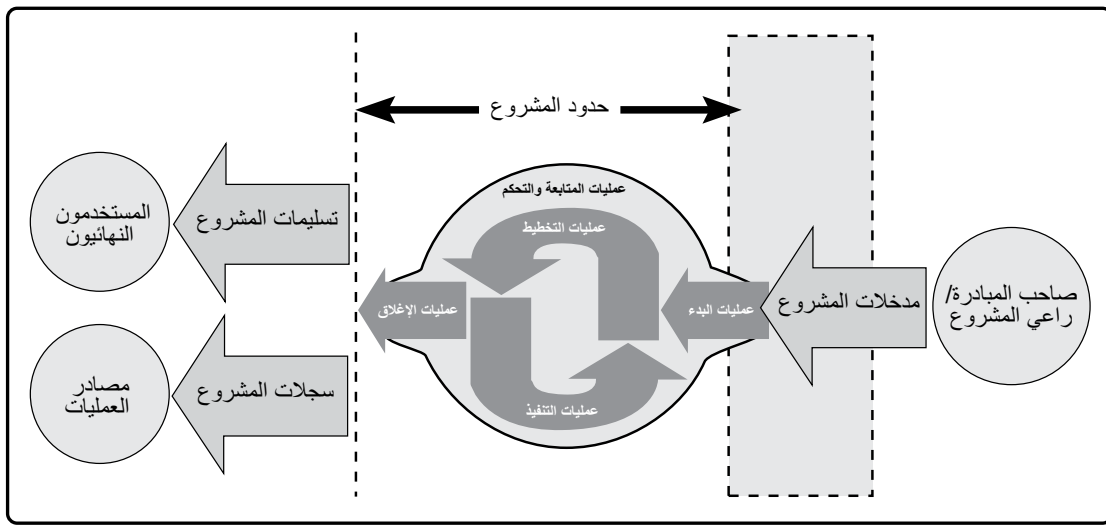 حدود المشروع
صاحب المبادرة/
راعي المشروع
مدخلات المشروع
عمليات المتابعة والتحكم
عمليات التخطيط
عمليات البدء
عمليات الإغلاق
عمليات التنفيذ
تسليمات المشروع
المستخدمون
النهائيون
سجلات المشروع
مصادر
العمليات